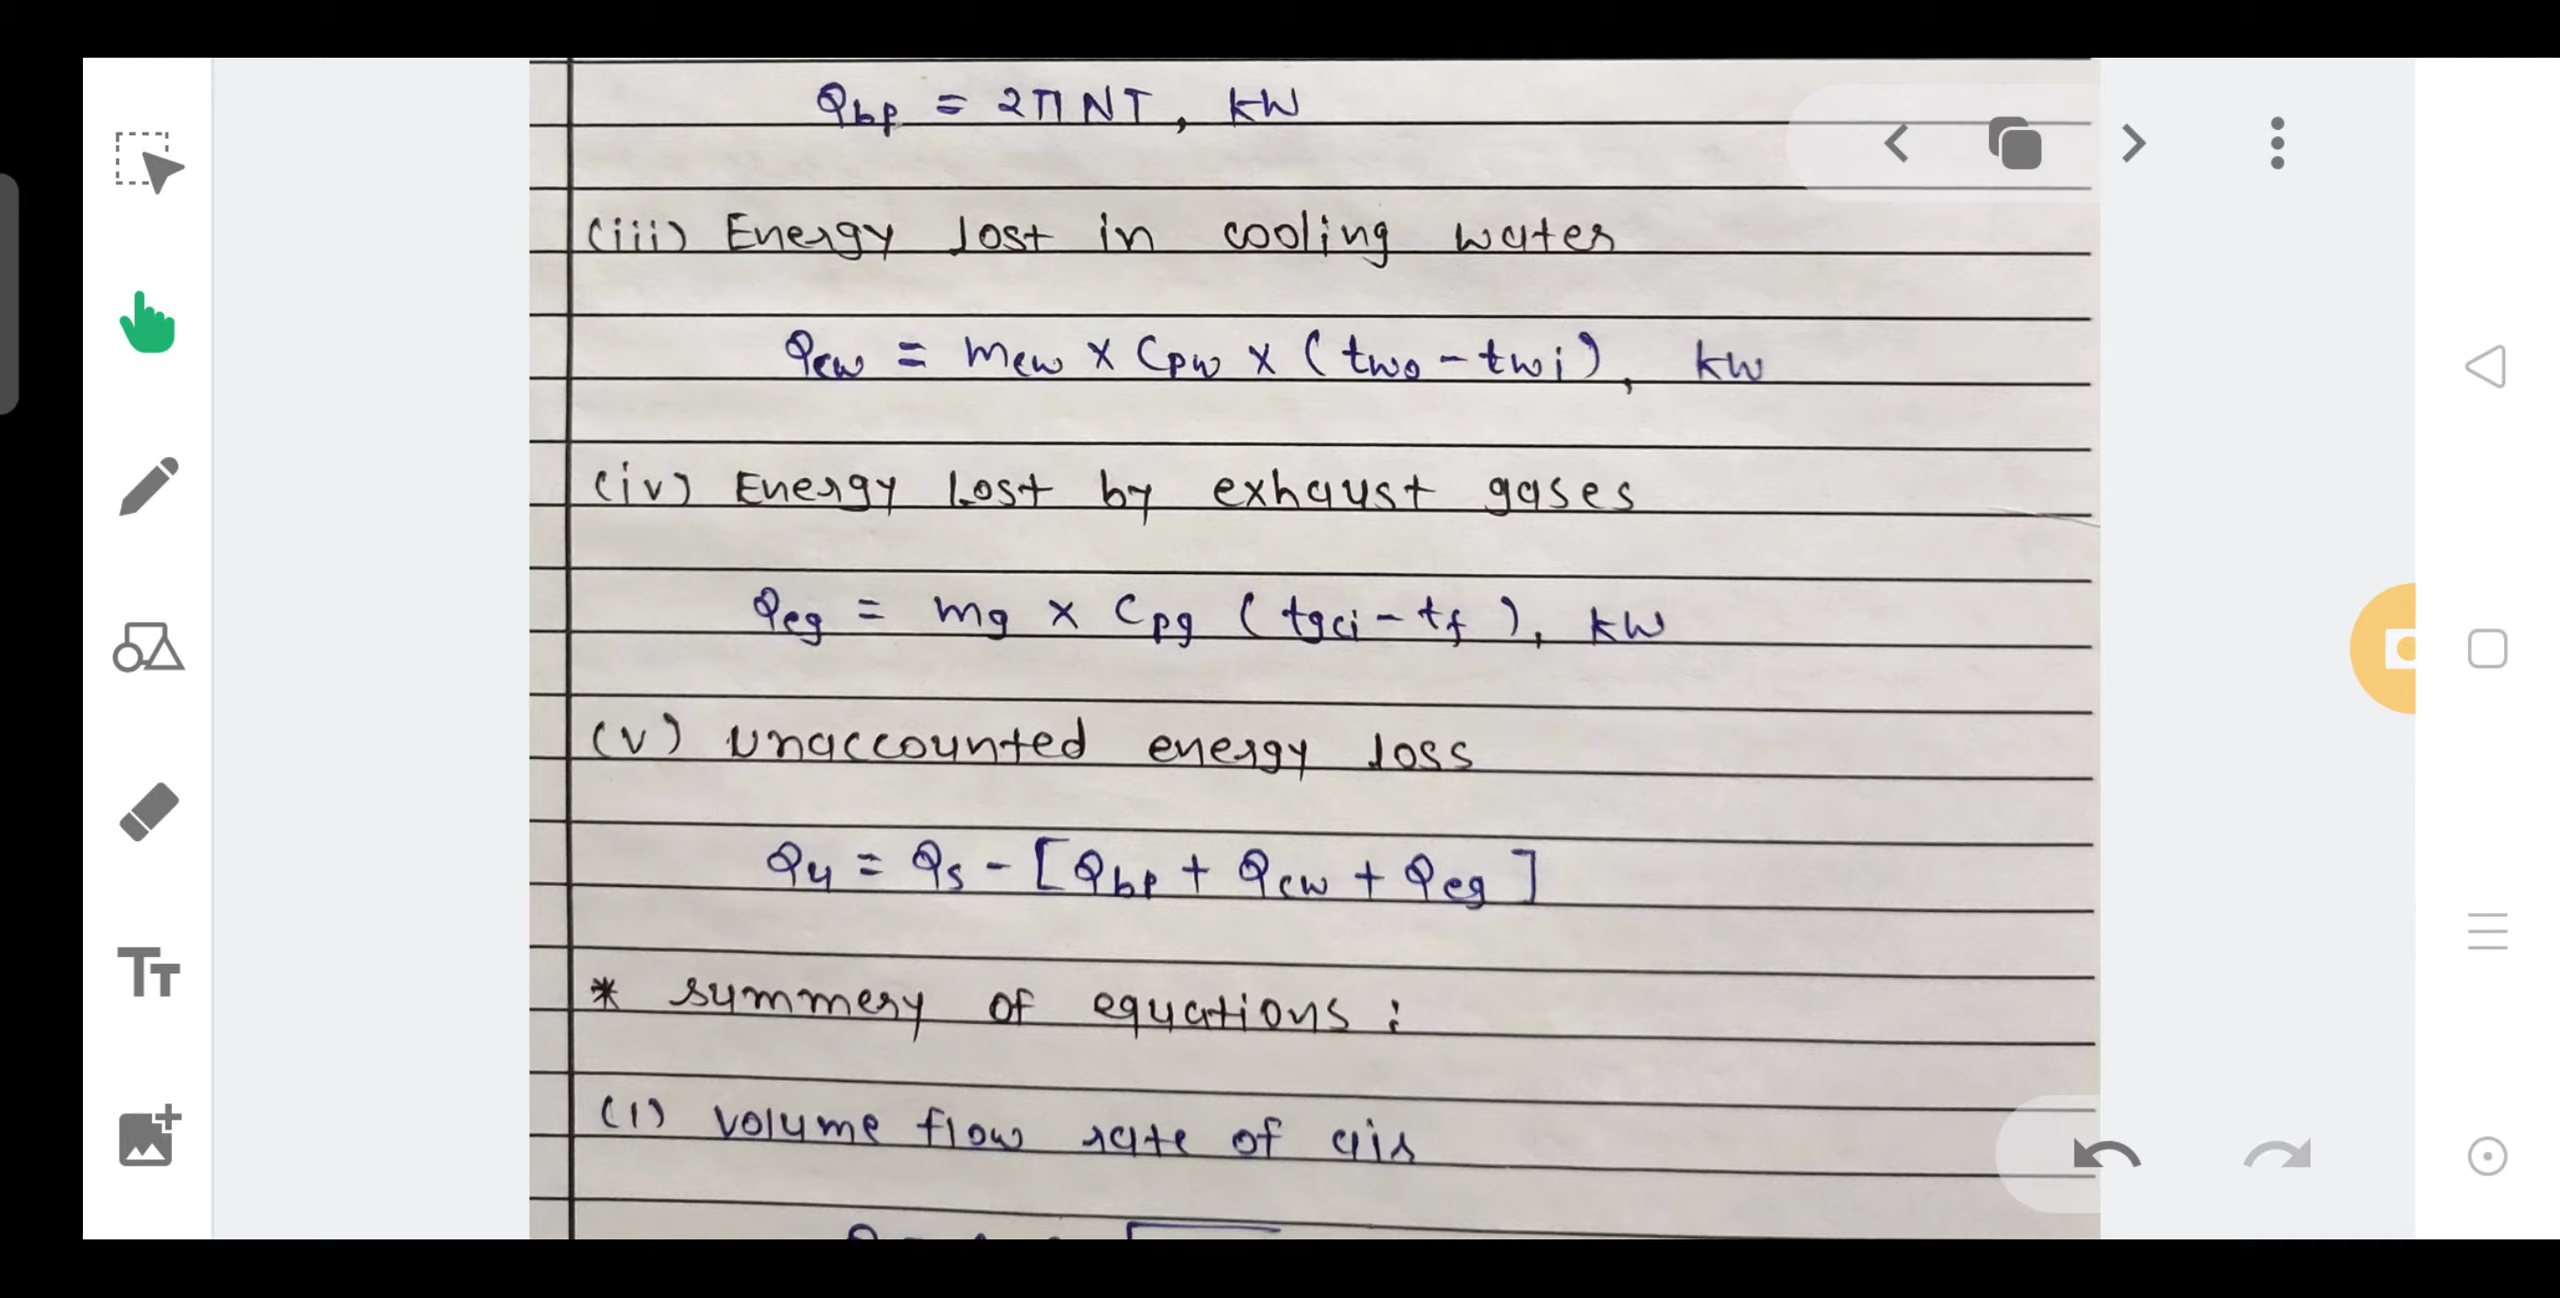 Qbp = 2πNT, kW
(iii) Energy lost in cooling water
Qcw = mcw x Cpw x (two - twi), kW
(iv) Energy Lost by exhaust gases
Qeg = mg x Cpg (tgci - tf), kW
(v) Unaccounted energy loss
Qu = Qs - [Qbp + Qcw + Qeg]
* summery of equations :
(1) volume flow rate of air
TT